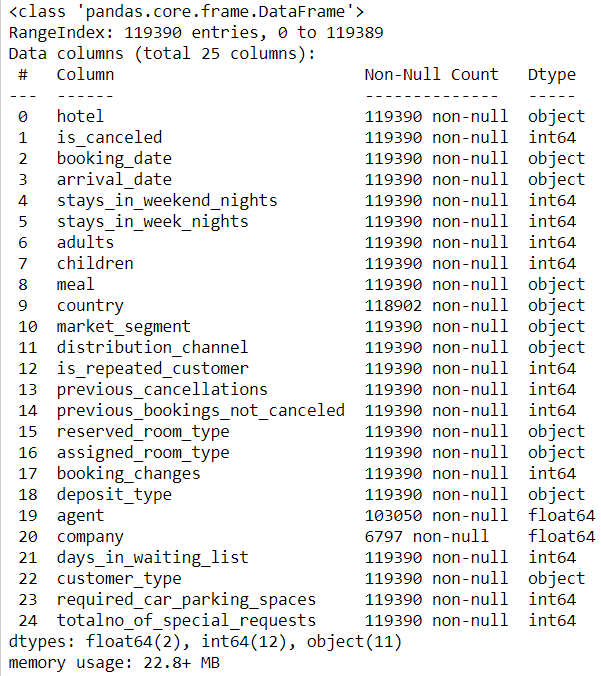 <class 'pandas.core.frame.DataFrame'>
RangeIndex: 119390 entries, 0 to 119389
Data columns (total 25 columns):
 #   Column                          Non-Null Count   Dtype
---  ------                          --------------   -----
 0   hotel                           119390 non-null  object
 1   is_canceled                     119390 non-null  int64
 2   booking_date                    119390 non-null  object
 3   arrival_date                    119390 non-null  object
 4   stays_in_weekend_nights         119390 non-null  int64
 5   stays_in_week_nights            119390 non-null  int64
 6   adults                          119390 non-null  int64
 7   children                        119390 non-null  int64
 8   meal                            119390 non-null  object
 9   country                         118902 non-null  object
 10  market_segment                  119390 non-null  object
 11  distribution_channel            119390 non-null  object
 12  is_repeated_customer            119390 non-null  int64
 13  previous_cancellations          119390 non-null  int64
 14  previous_bookings_not_canceled  119390 non-null  int64
 15  reserved_room_type              119390 non-null  object
 16  assigned_room_type              119390 non-null  object
 17  booking_changes                 119390 non-null  int64
 18  deposit_type                    119390 non-null  object
 19  agent                           103050 non-null  float64
 20  company                         6797 non-null    float64
 21  days_in_waiting_list            119390 non-null  int64
 22  customer_type                   119390 non-null  object
 23  required_car_parking_spaces     119390 non-null  int64
 24  totalno_of_special_requests     119390 non-null  int64
dtypes: float64(2), int64(12), object(11)
memory usage: 22.8+ MB